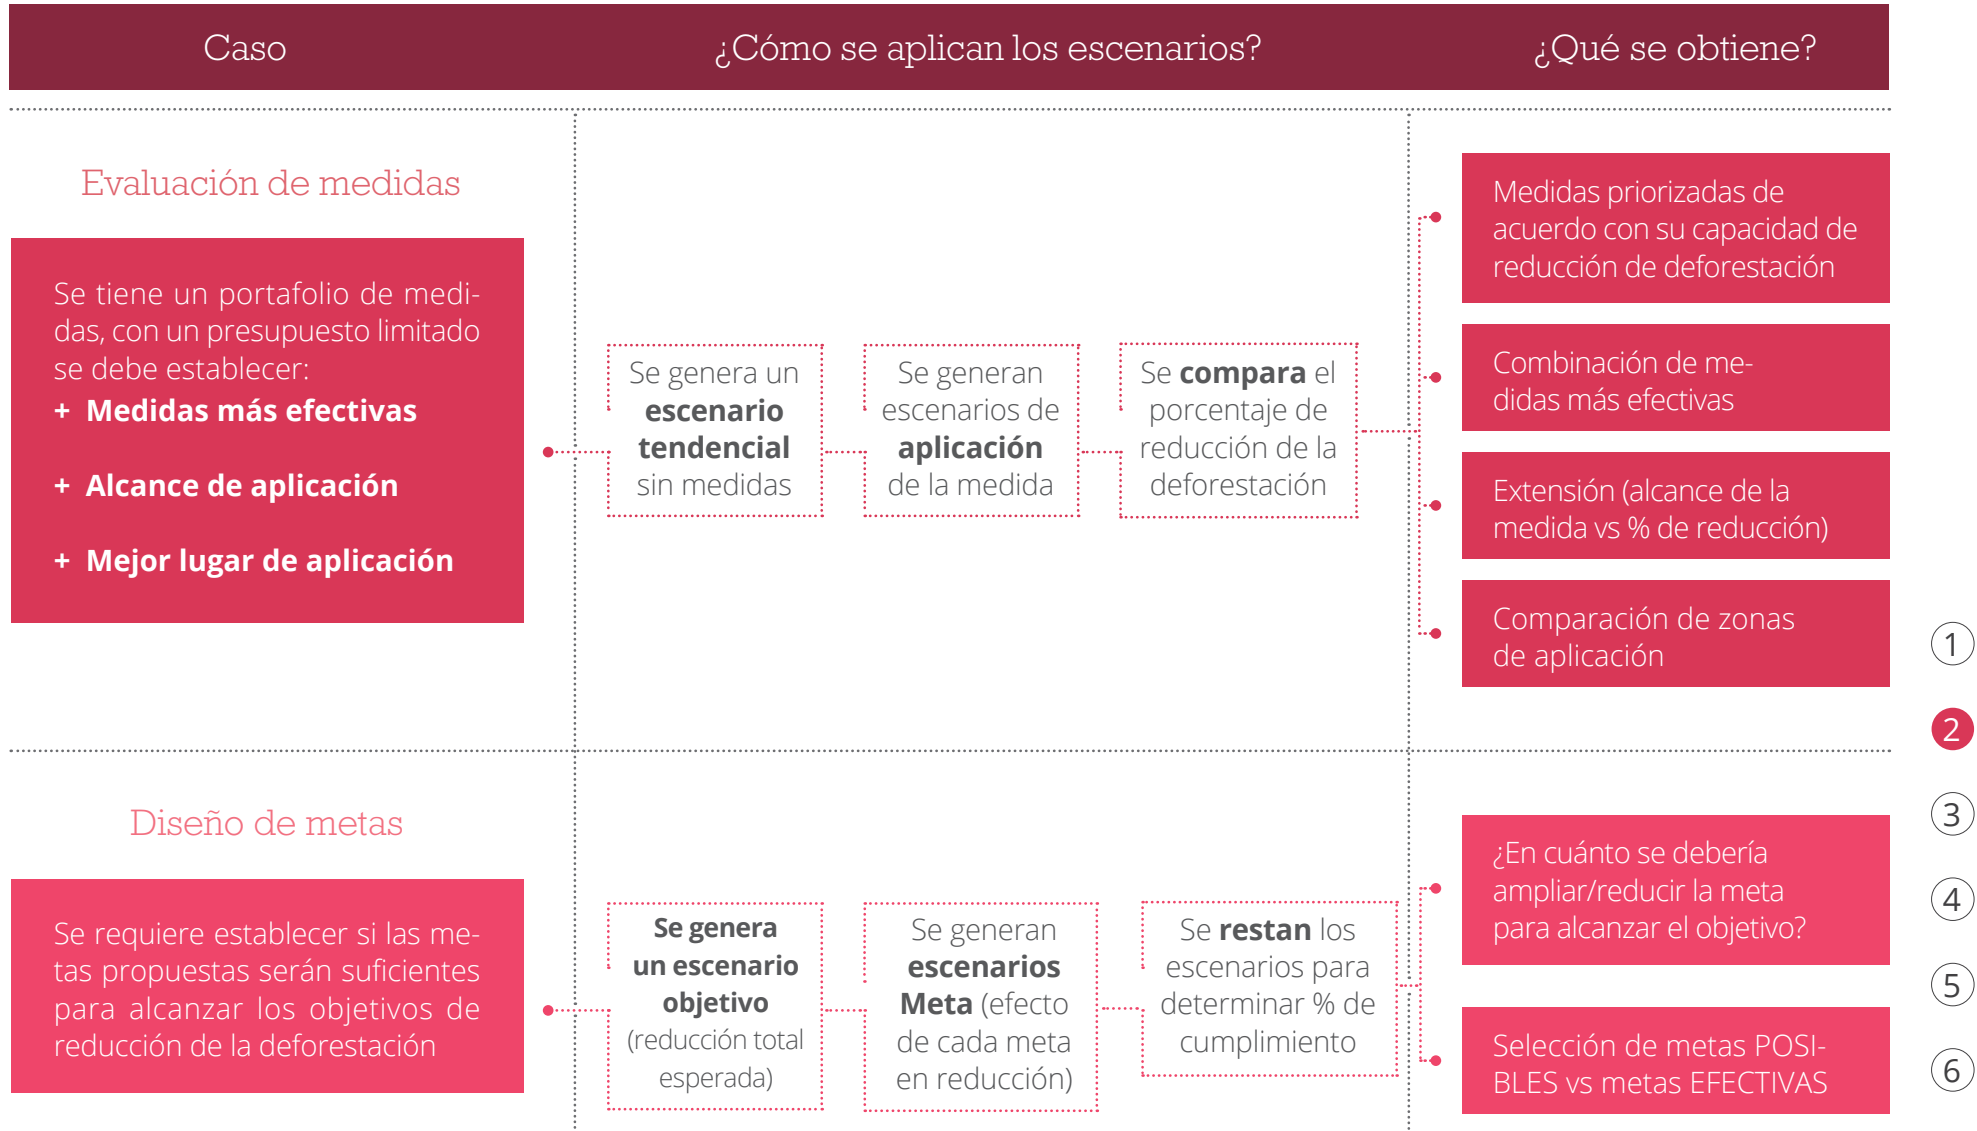 Caso
¿Cómo se aplican los escenarios?
¿Qué se obtiene?
Evaluación de medidas
Se tiene un portafolio de medi-
das, con un presupuesto limitado
se debe establecer:
+ Medidas más efectivas
+ Alcance de aplicación
+ Mejor lugar de aplicación
Se genera un
escenario
tendencial
sin medidas
Se generan
escenarios de
aplicación
de la medida
Se compara el
porcentaje de
reducción de la
deforestación
Medidas priorizadas de
acuerdo con su capacidad de
reducción de deforestación
Combinación de me-
didas más efectivas
Extensión (alcance de la
medida vs % de reducción)
Comparación de zonas
de aplicación
Diseño de metas
Se requiere establecer si las me-
tas propuestas serán suficientes
para alcanzar los objetivos de
reducción de la deforestación
Se genera
un escenario
objetivo
(reducción total
esperada)
Se generan
escenarios
Meta (efecto
de cada meta
en reducción)
Se restan los
escenarios para
determinar % de
cumplimiento
¿En cuánto se debería
ampliar/reducir la meta
para alcanzar el objetivo?
Selección de metas POSI-
BLES vs metas EFECTIVAS
1
2
3
4
5
6